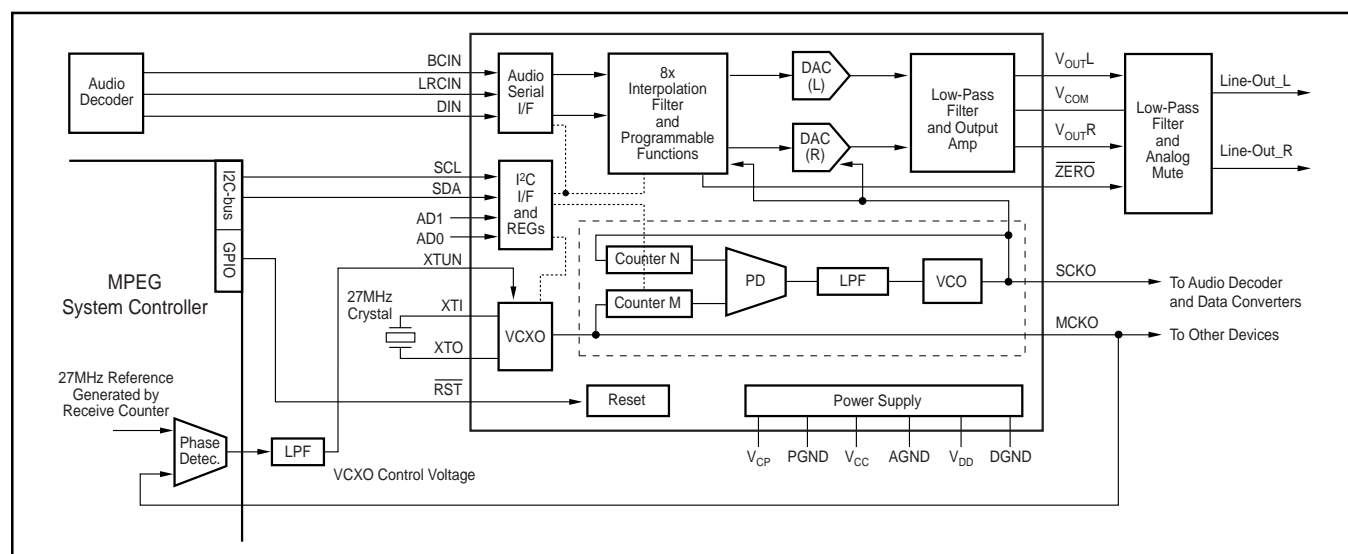 Audio
Decoder
BCIN
LRCIN
DIN
Audio
Serial
I/F
8x
Interpolation
Filter
and
Programmable
Functions
DAC
(L)
DAC
(R)
Low-Pass
Filter
and Output
Amp
VOUTL
VCOM
VOUTR
ZERO
Low-Pass
Filter
and
Analog
Mute
Line-Out_L
Line-Out_R
I2C-bus
GPIO
SCL
SDA
AD1
AD0
I²C
I/F
and
REGs
MPEG
System Controller
XTUN
27MHz
Crystal
XTI
XTO
VCXO
Counter N
Counter M
PD
LPF
VCO
SCKO
To Audio Decoder
and Data Converters
MCKO
To Other Devices
RST
Reset
Power Supply
VCP
PGND
VCC
AGND
VDD
DGND
27MHz Reference
Generated by
Receive Counter
Phase
Detec.
LPF
VCXO Control Voltage